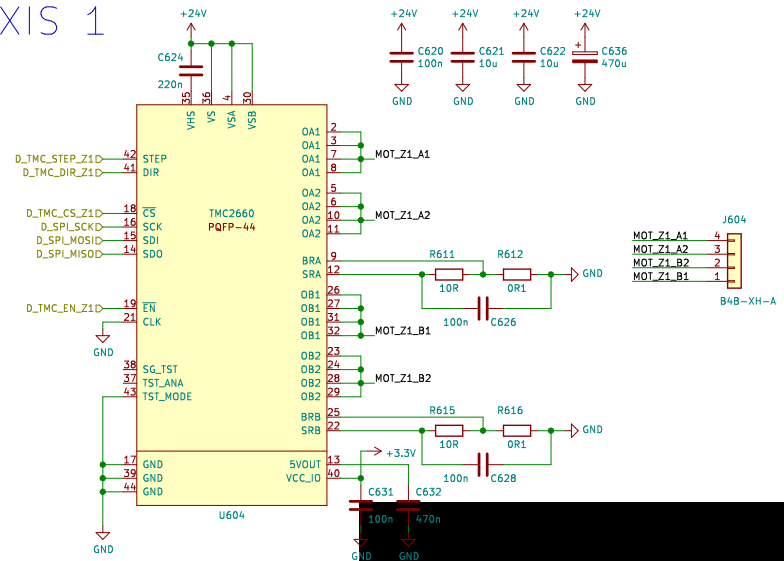 XIS 1
+24V
+24V
+24V
+24V
+24V
C624
220n
C620
100n
C621
10u
C622
10u
C636
470u
GND
GND
GND
GND
35
36
4
30
VHS
VS
VSA
VSB
D_TMC_STEP_Z1 42 STEP
D_TMC_DIR_Z1 41 DIR
D_TMC_CS_Z1 18 CS
D_SPI_SCK 16 SCK
D_SPI_MOSI 15 SDI
D_SPI_MISO 14 SDO
D_TMC_EN_Z1 19 EN
21 CLK
GND
38 SG_TST
37 TST_ANA
43 TST_MODE
17 GND
39 GND
44 GND
GND
TMC2660
PQFP-44
U604
OA1 2
OA1 3
OA1 7 MOT_Z1_A1
OA1 8
OA2 5
OA2 6
OA2 10 MOT_Z1_A2
OA2 11
BRA 9
SRA 12
R611
10R
R612
0R1
GND
100n C626
OB1 26
OB1 27
OB1 31
OB1 32 MOT_Z1_B1
OB2 23
OB2 24
OB2 28 MOT_Z1_B2
OB2 29
BRB 25
SRB 22
R615
10R
R616
0R1
GND
100n C628
5VOUT 13
VCC_IO 40
+3.3V
C631
100n
C632
470n
GND
GND
J604
MOT_Z1_A1 4
MOT_Z1_A2 3
MOT_Z1_B2 2
MOT_Z1_B1 1
B4B-XH-A